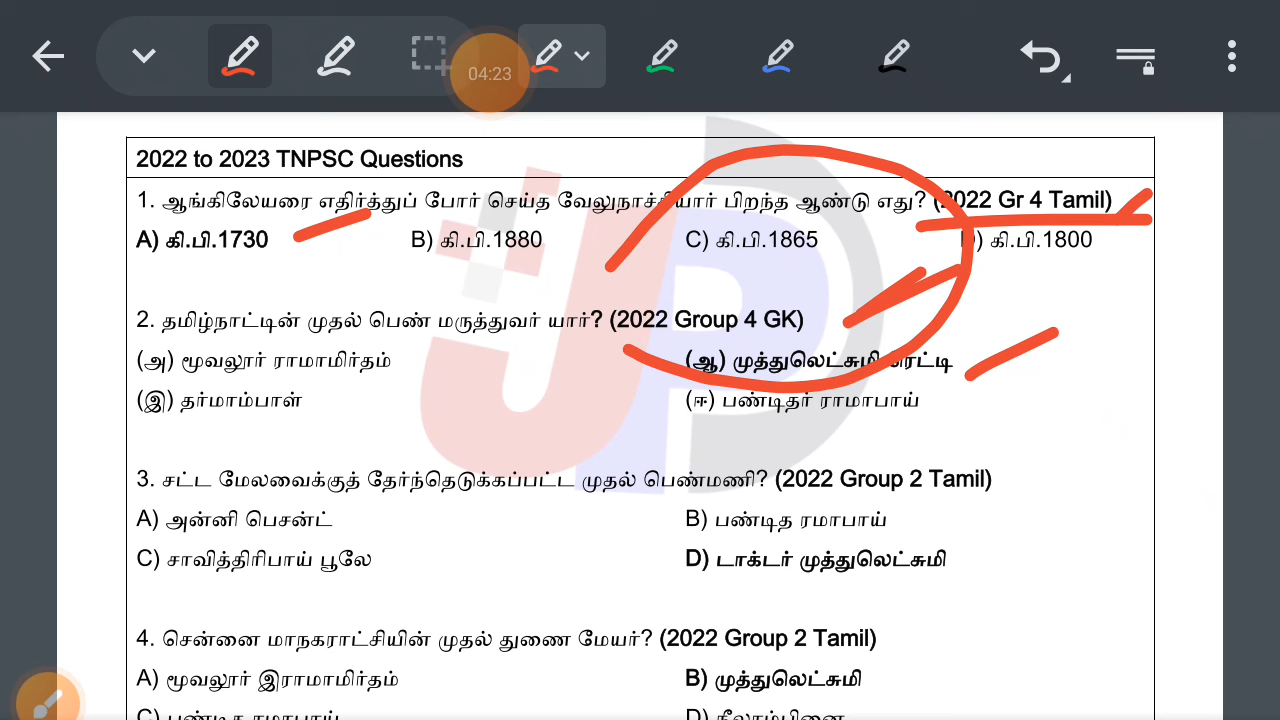 04:23
2022 to 2023 TNPSC Questions
1. ஆங்கிலேயரை எதிர்த்துப் போர் செய்த வேலுநாச்சியார் பிறந்த ஆண்டு எது? (2022 Gr 4 Tamil)
A) கி.பி.1730 B) கி.பி.1880 C) கி.பி.1865 D) கி.பி.1800
2. தமிழ்நாட்டின் முதல் பெண் மருத்துவர் யார்? (2022 Group 4 GK)
(அ) மூவலூர் ராமாமிர்தம் (ஆ) முத்துலெட்சுமி ரெட்டி
(இ) தர்மாம்பாள் (ஈ) பண்டிதர் ராமாபாய்
3. சட்ட மேலவைக்குத் தேர்ந்தெடுக்கப்பட்ட முதல் பெண்மணி? (2022 Group 2 Tamil)
A) அன்னி பெசன்ட் B) பண்டித ரமாபாய்
C) சாவித்திரிபாய் பூலே D) டாக்டர் முத்துலெட்சுமி
4. சென்னை மாநகராட்சியின் முதல் துணை மேயர்? (2022 Group 2 Tamil)
A) மூவலூர் இராமாமிர்தம் B) முத்துலெட்சுமி
C) பண்டித ரமாபாய் D) நீலாம்பிகை